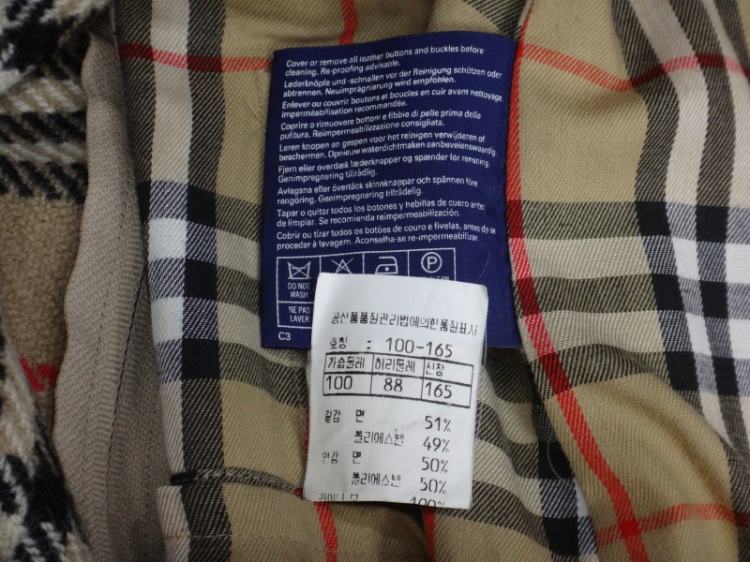 Cover or remove all leather buttons and buckles before
cleaning. Re-proofing advisable.
Lederknöpfe und -schnallen vor der Reinigung schützen oder
abtrennen. Neuimprägnierung wird empfohlen.
Enlever ou couvrir boutons et boucles en cuir avant nettoyage.
Imperméabilisation recommandée.
Coprire o rimuovere bottoni e fibbie di pelle prima della
pulitura. Reimpermeabilizzazione consigliata.
Leren knopen en gespen voor het reinigen verwijderen of
beschermen. Opnieuw waterdichtmaken aanbevelenswaardig.
Fjern eller overdæk læderknapper og spænder før rensning.
Genimpregnering tilrådelig.
Avlägsna eller övertäck skinnknappar och spännen före
rengöring. Genimpregnering tillrådelig.
Tapar o quitar todos los botones y hebillas de cuero antes
de limpiar. Se recomienda reimpermeabilización.
Cobrir ou tirar todos os botões de couro e fivelas, antes de se
proceder à lavagem. Aconselha-se re-impermeabilizar.
P
DO NOT
WASH
CLEAN
NE PAS
LAVER
C3
공산품품질관리법에의한품질표시
호칭 : 100-165
가슴둘레 허리둘레 신장
100 88 165
겉감 면 51%
폴리에스텔 49%
안감 면 50%
폴리에스텔 50%
100%